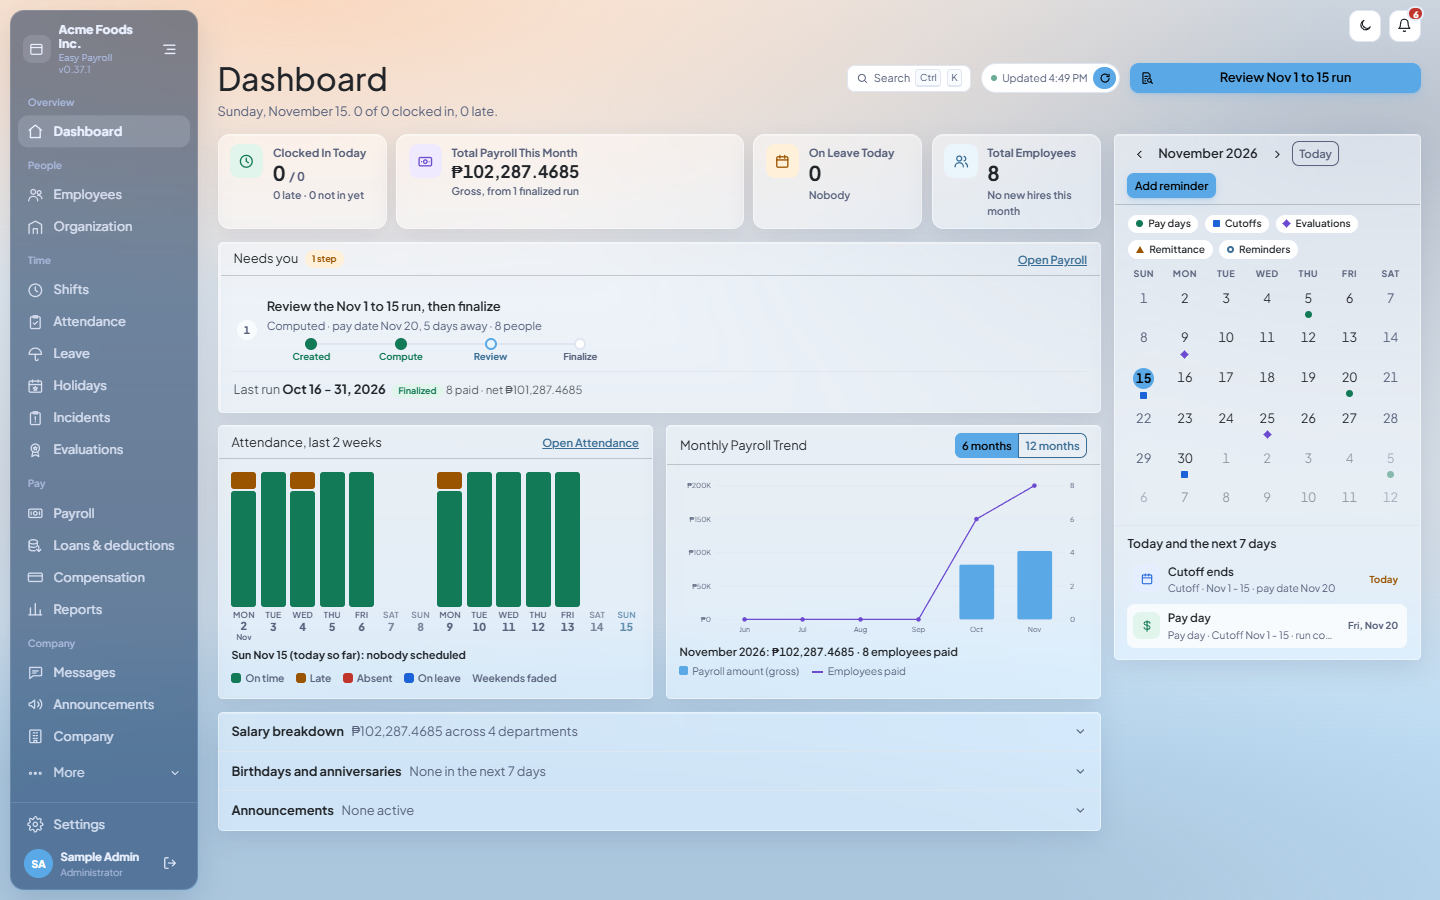 Acme Foods Inc.
Easy Payroll
v0.37.1
Overview
Dashboard
People
Employees
Organization
Time
Shifts
Attendance
Leave
Holidays
Incidents
Evaluations
Pay
Payroll
Loans & deductions
Compensation
Reports
Company
Messages
Announcements
Company
More
Settings
SA
Sample Admin
Administrator
6
Dashboard
Sunday, November 15. 0 of 0 clocked in, 0 late.
Search Ctrl K
Updated 4:49 PM
Review Nov 1 to 15 run
Clocked In Today
0 / 0
0 late · 0 not in yet
Total Payroll This Month
₱102,287.4685
Gross, from 1 finalized run
On Leave Today
0
Nobody
Total Employees
8
No new hires this month
Needs you 1 step
Open Payroll
1
Review the Nov 1 to 15 run, then finalize
Computed · pay date Nov 20, 5 days away · 8 people
Created Compute Review Finalize
Last run Oct 16 – 31, 2026 Finalized 8 paid · net ₱101,287.4685
Attendance, last 2 weeks
Open Attendance
MON TUE WED THU FRI SAT SUN MON TUE WED THU FRI SAT SUN
2 3 4 5 6 7 8 9 10 11 12 13 14 15
Nov
Sun Nov 15 (today so far): nobody scheduled
On time Late Absent On leave Weekends faded
Monthly Payroll Trend
6 months 12 months
₱200K 8
₱150K 6
₱100K 4
₱50K 2
₱0 0
Jun Jul Aug Sep Oct Nov
November 2026: ₱102,287.4685 · 8 employees paid
Payroll amount (gross) Employees paid
Salary breakdown ₱102,287.4685 across 4 departments
Birthdays and anniversaries None in the next 7 days
Announcements None active
November 2026 Today
Add reminder
Pay days Cutoffs Evaluations
Remittance Reminders
SUN MON TUE WED THU FRI SAT
1 2 3 4 5 6 7
8 9 10 11 12 13 14
15 16 17 18 19 20 21
22 23 24 25 26 27 28
29 30 1 2 3 4 5
6 7 8 9 10 11 12
Today and the next 7 days
Cutoff ends
Cutoff · Nov 1 - 15 · pay date Nov 20
Today
Pay day
Pay day · Cutoff Nov 1 - 15 · run co...
Fri, Nov 20